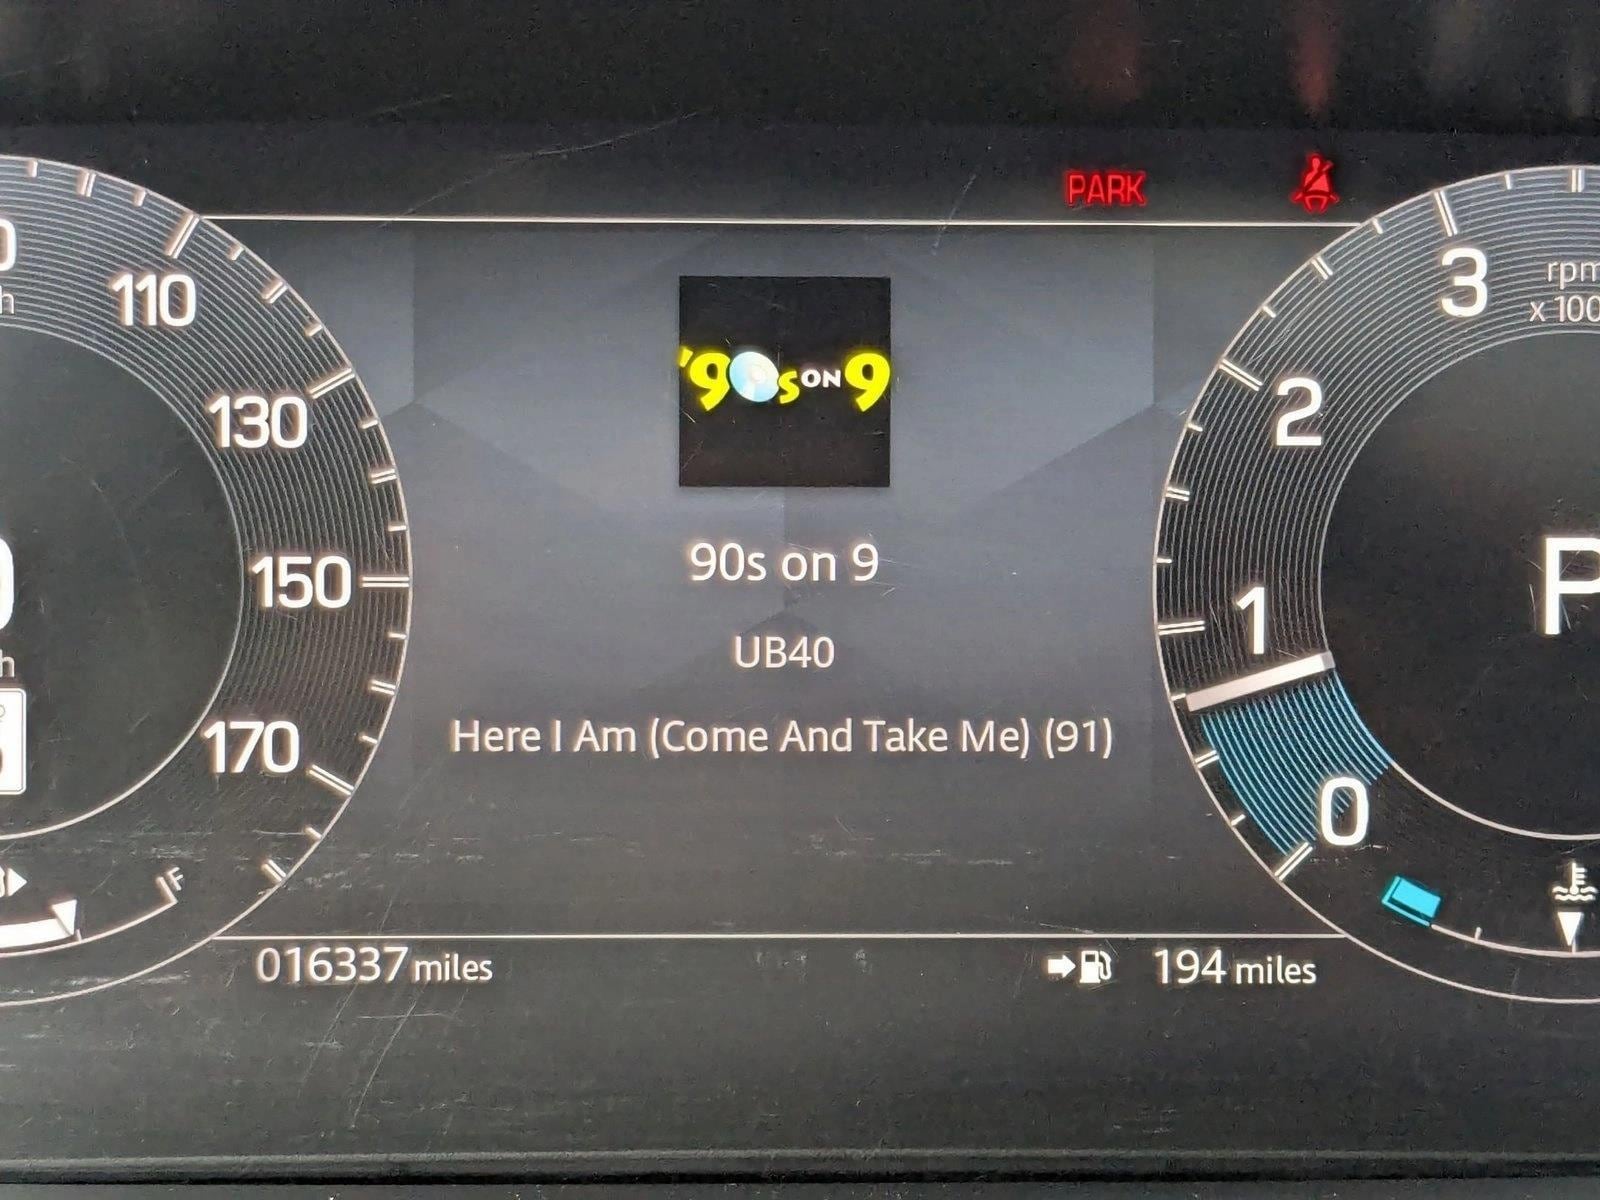 PARK
110
130
150
170
3
rpm
2
1
0
P
'90s ON 9
90s on 9
UB40
Here I Am (Come And Take Me) (91)
F
016337 miles
194 miles